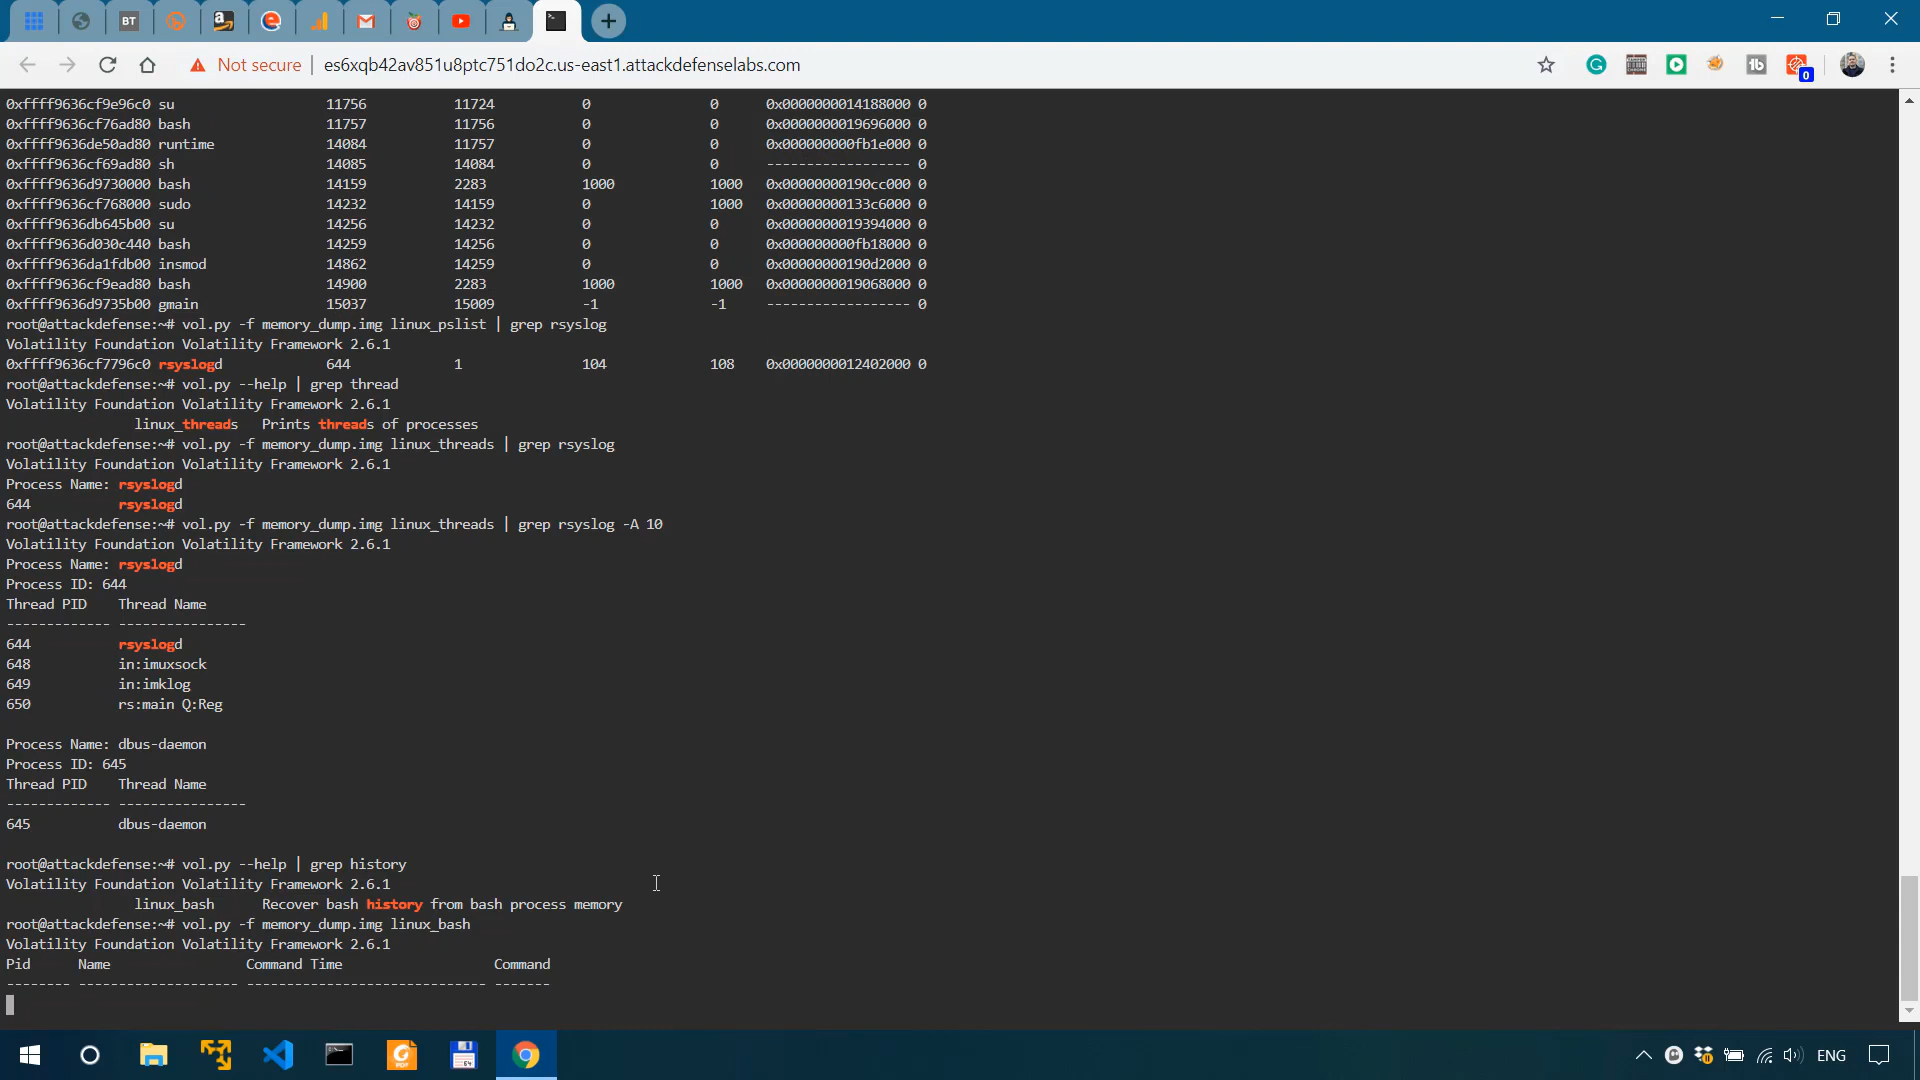 BT
Not secure
es6xqb42av851u8ptc751do2c.us-east1.attackdefenselabs.com
0
0xffff9636cf9e96c0 su 11756 11724 0 0 0x0000000014188000 0
0xffff9636cf76ad80 bash 11757 11756 0 0 0x0000000019696000 0
0xffff9636de50ad80 runtime 14084 11757 0 0 0x000000000fb1e000 0
0xffff9636cf69ad80 sh 14085 14084 0 0 ------------------ 0
0xffff9636d9730000 bash 14159 2283 1000 1000 0x00000000190cc000 0
0xffff9636cf768000 sudo 14232 14159 0 1000 0x00000000133c6000 0
0xffff9636db645b00 su 14256 14232 0 0 0x0000000019394000 0
0xffff9636d030c440 bash 14259 14256 0 0 0x000000000fb18000 0
0xffff9636da1fdb00 insmod 14862 14259 0 0 0x00000000190d2000 0
0xffff9636cf9ead80 bash 14900 2283 1000 1000 0x0000000019068000 0
0xffff9636d9735b00 gmain 15037 15009 -1 -1 ------------------ 0
root@attackdefense:~# vol.py -f memory_dump.img linux_pslist | grep rsyslog
Volatility Foundation Volatility Framework 2.6.1
0xffff9636cf7796c0 rsyslogd 644 1 104 108 0x0000000012402000 0
root@attackdefense:~# vol.py --help | grep thread
Volatility Foundation Volatility Framework 2.6.1
linux_threads Prints threads of processes
root@attackdefense:~# vol.py -f memory_dump.img linux_threads | grep rsyslog
Volatility Foundation Volatility Framework 2.6.1
Process Name: rsyslogd
644 rsyslogd
root@attackdefense:~# vol.py -f memory_dump.img linux_threads | grep rsyslog -A 10
Volatility Foundation Volatility Framework 2.6.1
Process Name: rsyslogd
Process ID: 644
Thread PID Thread Name
------------- ----------------
644 rsyslogd
648 in:imuxsock
649 in:imklog
650 rs:main Q:Reg
Process Name: dbus-daemon
Process ID: 645
Thread PID Thread Name
------------- ----------------
645 dbus-daemon
root@attackdefense:~# vol.py --help | grep history
Volatility Foundation Volatility Framework 2.6.1
linux_bash Recover bash history from bash process memory
root@attackdefense:~# vol.py -f memory_dump.img linux_bash
Volatility Foundation Volatility Framework 2.6.1
Pid Name Command Time Command
-------- -------------------- ------------------------------ -------
ENG